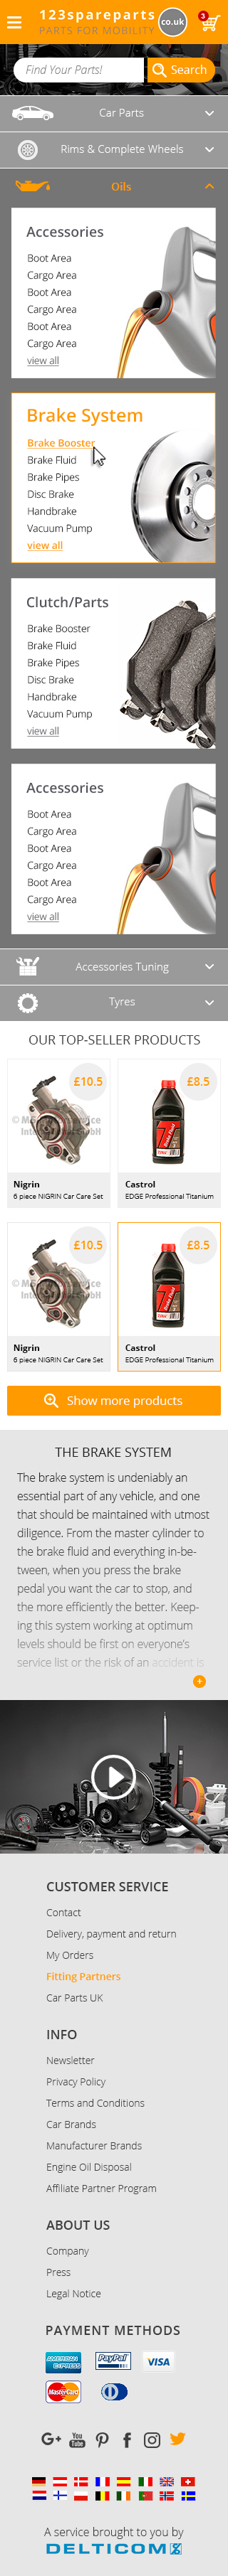 123spareparts
co.uk
PARTS FOR MOBILITY
3
Find Your Parts!
Search
Car Parts
Rims & Complete Wheels
Oils
Accessories
Boot Area
Cargo Area
Boot Area
Cargo Area
Boot Area
Cargo Area
view all
Brake System
Brake Booster
Brake Fluid
Brake Pipes
Disc Brake
Handbrake
Vacuum Pump
view all
Clutch/Parts
Brake Booster
Brake Fluid
Brake Pipes
Disc Brake
Handbrake
Vacuum Pump
view all
Accessories
Boot Area
Cargo Area
Boot Area
Cargo Area
Boot Area
Cargo Area
view all
Accessories Tuning
Tyres
OUR TOP-SELLER PRODUCTS
£10.5
£8.5
Nigrin
6 piece NIGRIN Car Care Set
Castrol
EDGE Professional Titanium
£10.5
£8.5
Nigrin
6 piece NIGRIN Car Care Set
Castrol
EDGE Professional Titanium
Show more products
THE BRAKE SYSTEM
The brake system is undeniably an
essential part of any vehicle, and one
that should be maintained with utmost
diligence. From the master cylinder to
the brake fluid and everything in-be-
tween, when you press the brake
pedal you want the car to stop, and
the more efficiently the better. Keep-
ing this system working at optimum
levels should be first on everyone's
service list or the risk of an accident is
CUSTOMER SERVICE
Contact
Delivery, payment and return
My Orders
Fitting Partners
Car Parts UK
INFO
Newsletter
Privacy Policy
Terms and Conditions
Car Brands
Manufacturer Brands
Engine Oil Disposal
Affiliate Partner Program
ABOUT US
Company
Press
Legal Notice
PAYMENT METHODS
AMERICAN EXPRESS
PayPal
VISA
MasterCard
G+
You Tube
A service brought to you by
DELTICOM